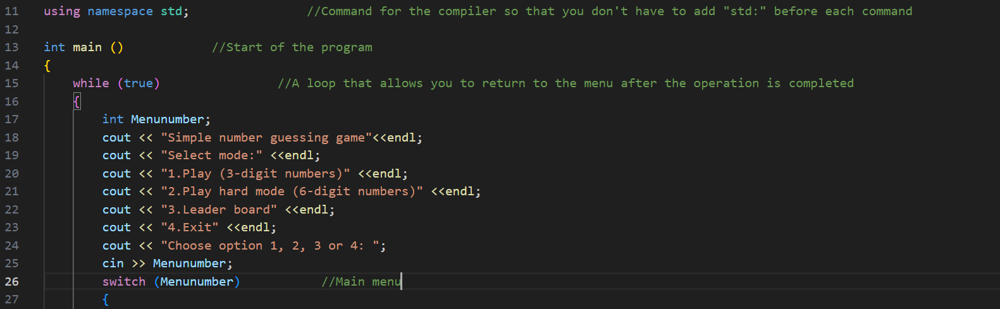 11 using namespace std; //Command for the compiler so that you don't have to add "std:" before each command
12
13 int main () //Start of the program
14 {
15 while (true) //A loop that allows you to return to the menu after the operation is completed
16 {
17 int Menunumber;
18 cout << "Simple number guessing game"<<endl;
19 cout << "Select mode:" <<endl;
20 cout << "1.Play (3-digit numbers)" <<endl;
21 cout << "2.Play hard mode (6-digit numbers)" <<endl;
22 cout << "3.Leader board" <<endl;
23 cout << "4.Exit" <<endl;
24 cout << "Choose option 1, 2, 3 or 4: ";
25 cin >> Menunumber;
26 switch (Menunumber) //Main menu
27 {